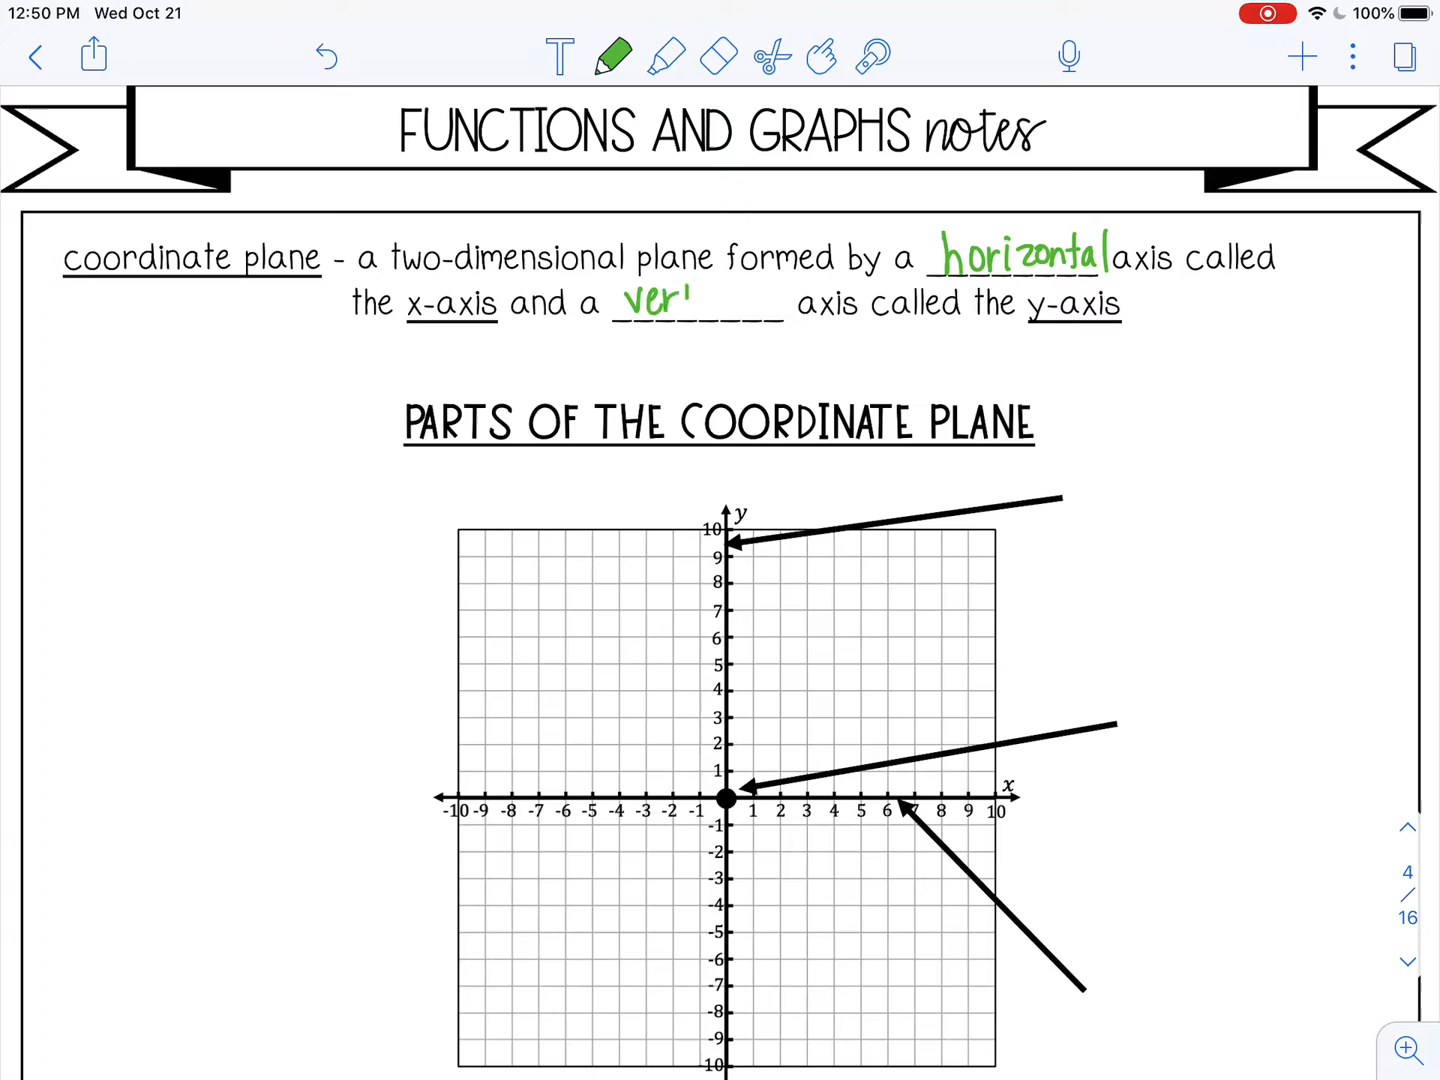 12:50 PM Wed Oct 21 100%
T
FUNCTIONS AND GRAPHS notes
coordinate plane - a two-dimensional plane formed by a horizontal axis called
the x-axis and a ver axis called the y-axis
PARTS OF THE COORDINATE PLANE
y
10
9
8
7
6
5
4
3
2
1
x
-10 -9 -8 -7 -6 -5 -4 -3 -2 -1 1 2 3 4 5 6 7 8 9 10
-1
-2
-3
-4
-5
-6
-7
-8
-9
-10
4
/
16